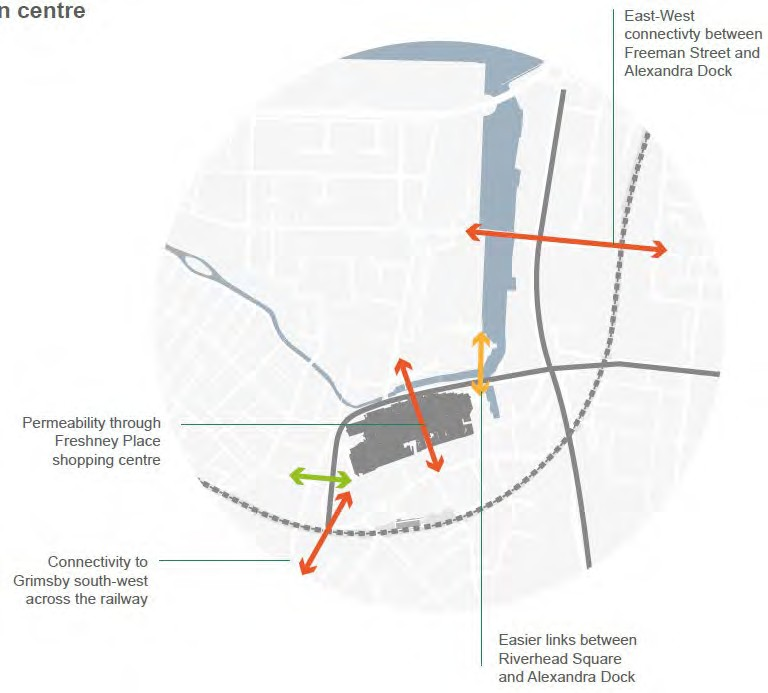 n centre
East-West
connectivty between
Freeman Street and
Alexandra Dock
Permeability through
Freshney Place
shopping centre
Connectivity to
Grimsby south-west
across the railway
Easier links between
Riverhead Square
and Alexandra Dock